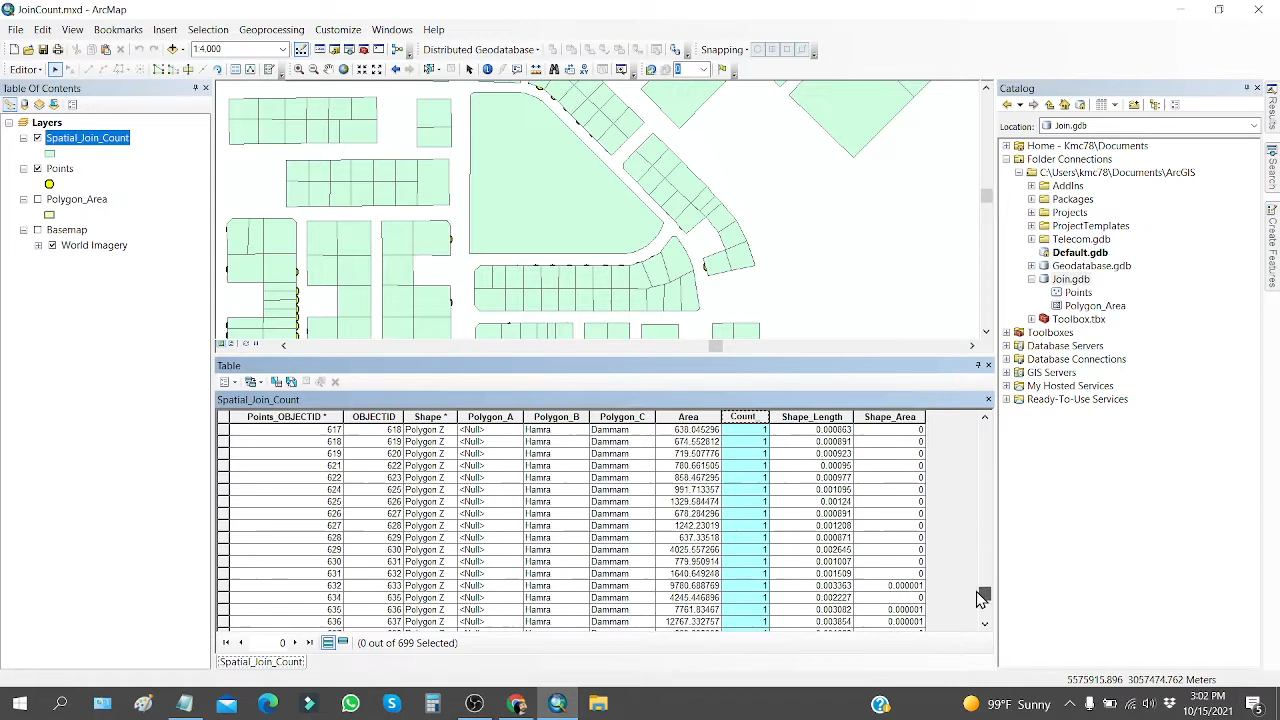 JoinCount.mxd - ArcMap
File Edit View Bookmarks Insert Selection Geoprocessing Customize Windows Help
1:4,000
Distributed Geodatabase
Snapping
Editor
0
Table Of Contents
Layers
Spatial_Join_Count
Points
Polygon_Area
Basemap
World Imagery
Table
Spatial_Join_Count
Points_OBJECTID * OBJECTID Shape * Polygon_A Polygon_B Polygon_C Area Count Shape_Length Shape_Area
617 618 Polygon Z <Null> Hamra Dammam 638.045296 1 0.000863 0
618 619 Polygon Z <Null> Hamra Dammam 674.552812 1 0.000891 0
619 620 Polygon Z <Null> Hamra Dammam 719.507776 1 0.000923 0
621 622 Polygon Z <Null> Hamra Dammam 780.661505 1 0.00095 0
622 623 Polygon Z <Null> Hamra Dammam 858.467295 1 0.000977 0
624 625 Polygon Z <Null> Hamra Dammam 991.713357 1 0.001095 0
625 626 Polygon Z <Null> Hamra Dammam 1329.584474 1 0.00124 0
626 627 Polygon Z <Null> Hamra Dammam 678.284296 1 0.000891 0
627 628 Polygon Z <Null> Hamra Dammam 1242.23019 1 0.001208 0
628 629 Polygon Z <Null> Hamra Dammam 637.33518 1 0.000871 0
629 630 Polygon Z <Null> Hamra Dammam 4025.557266 1 0.002645 0
630 631 Polygon Z <Null> Hamra Dammam 779.950914 1 0.001007 0
631 632 Polygon Z <Null> Hamra Dammam 1640.649248 1 0.001509 0
632 633 Polygon Z <Null> Hamra Dammam 9780.688769 1 0.003363 0.000001
634 635 Polygon Z <Null> Hamra Dammam 4245.446896 1 0.002227 0
635 636 Polygon Z <Null> Hamra Dammam 7761.83467 1 0.003082 0.000001
636 637 Polygon Z <Null> Hamra Dammam 12767.332757 1 0.003854 0.000001
0 (0 out of 699 Selected)
Spatial_Join_Count
Catalog
Location: Join.gdb
Home - Kmc78\Documents
Folder Connections
C:\Users\kmc78\Documents\ArcGIS
AddIns
Packages
Projects
ProjectTemplates
Telecom.gdb
Default.gdb
Geodatabase.gdb
Join.gdb
Points
Polygon_Area
Toolbox.tbx
Toolboxes
Database Servers
Database Connections
GIS Servers
My Hosted Services
Ready-To-Use Services
Results
Search
Create Features
5575915.896 3057474.762 Meters
99°F Sunny
3:02 PM
10/15/2021